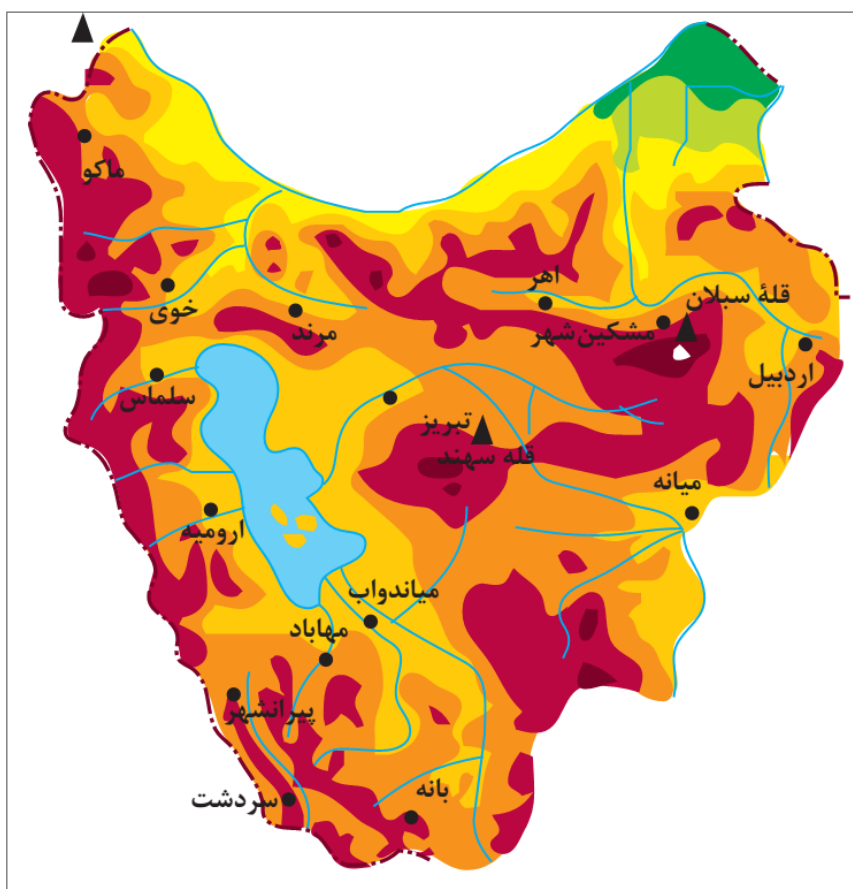 ماکو
اهر
قلهٔ سبلان
خوی
مرند
مشکین‌شهر
اردبیل
سلماس
تبریز
قله سهند
میانه
ارومیه
میاندواب
مهاباد
پیرانشهر
بانه
سردشت